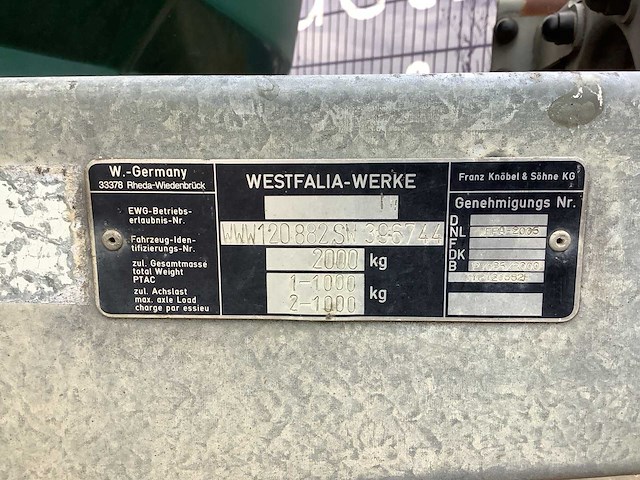 W.-Germany
33378 Rheda-Wiedenbrück
EWG-Betriebs-
erlaubnis-Nr.
Fahrzeug-Iden-
tifizierungs-Nr.
zul. Gesamtmasse
total Weight
PTAC
zul. Achslast
max. axle Load
charge par essieu
WESTFALIA-WERKE
WWW120882SW396744
2000 kg
1-1000
2-1000
kg
Franz Knöbel & Söhne KG
Genehmigungs Nr.
D
NL
F
DK
B